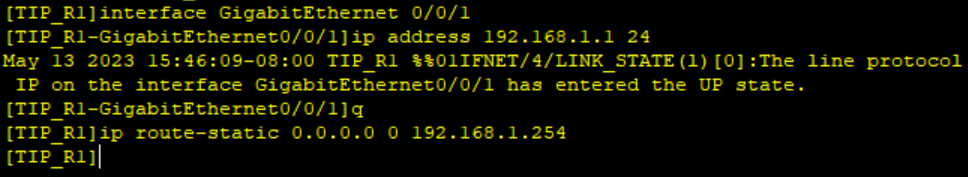 [TIP_R1]interface GigabitEthernet 0/0/1
[TIP_R1-GigabitEthernet0/0/1]ip address 192.168.1.1 24
May 13 2023 15:46:09-08:00 TIP_R1 %%01IFNET/4/LINK_STATE(l)[0]:The line protocol
 IP on the interface GigabitEthernet0/0/1 has entered the UP state.
[TIP_R1-GigabitEthernet0/0/1]q
[TIP_R1]ip route-static 0.0.0.0 0 192.168.1.254
[TIP_R1]